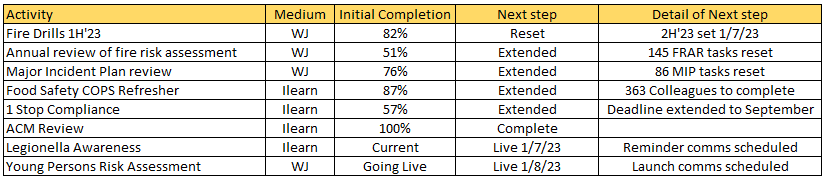 Activity Medium Initial Completion Next step Detail of Next step
Fire Drills 1H'23 WJ 82% Reset 2H'23 set 1/7/23
Annual review of fire risk assessment WJ 51% Extended 145 FRAR tasks reset
Major Incident Plan review WJ 76% Extended 86 MIP tasks reset
Food Safety COPS Refresher Ilearn 87% Extended 363 Colleagues to complete
1 Stop Compliance Ilearn 57% Extended Deadline extended to September
ACM Review Ilearn 100% Complete
Legionella Awareness Ilearn Current Live 1/7/23 Reminder comms scheduled
Young Persons Risk Assessment WJ Going Live Live 1/8/23 Launch comms scheduled